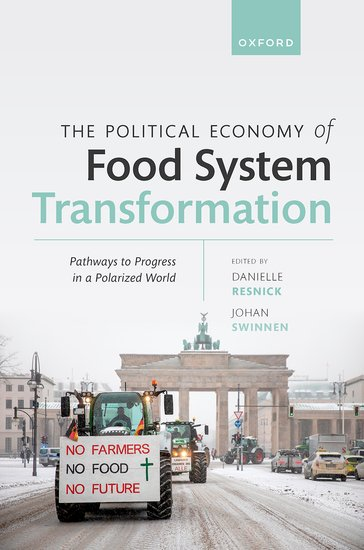 OXFORD
THE POLITICAL ECONOMY of
Food System
Transformation
Pathways to Progress
in a Polarized World
EDITED BY
DANIELLE
RESNICK
JOHAN
SWINNEN
NO FARMERS
NO FOOD
NO FUTURE